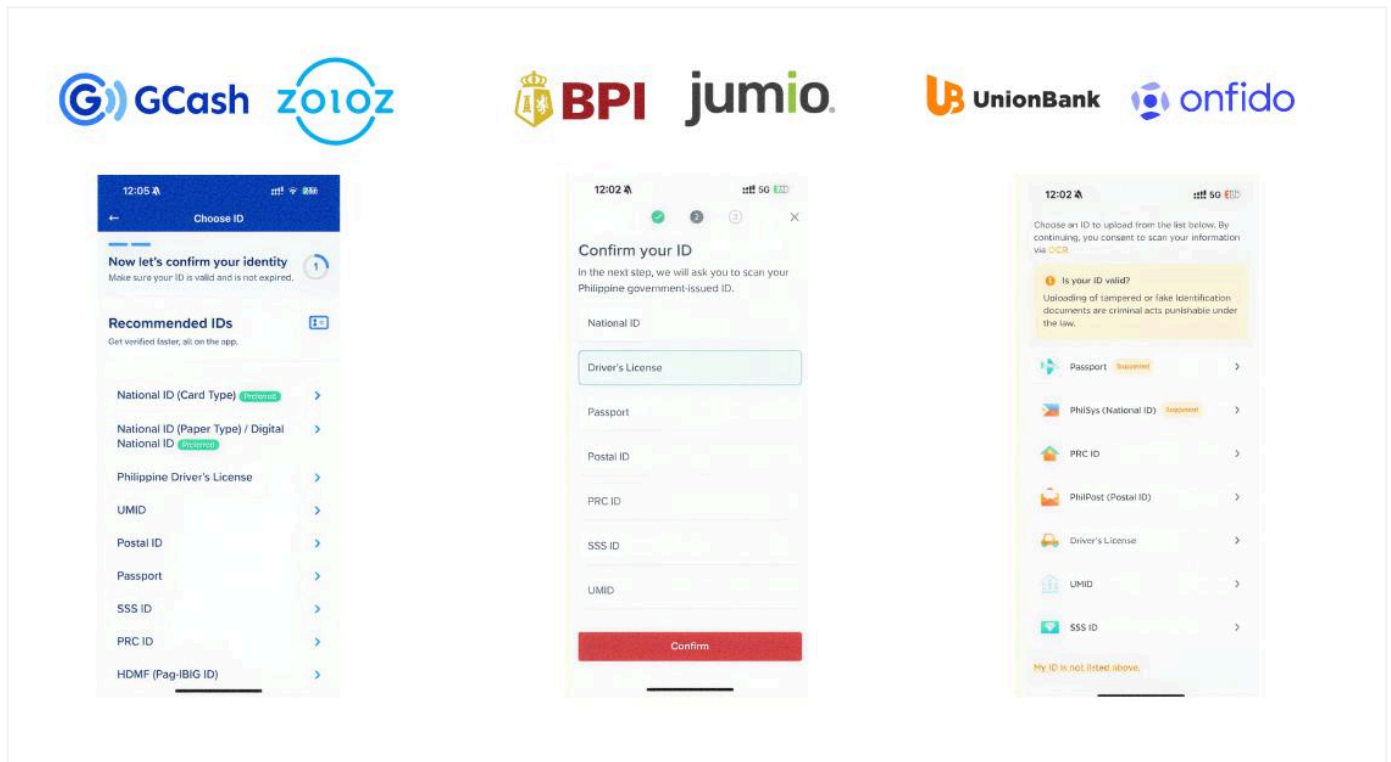 GCash
ZOLOZ
BPI
jumio.
UnionBank
onfido
12:05
Choose ID
Now let's confirm your identity
Make sure your ID is valid and is not expired.
1
Recommended IDs
Get verified faster, all on the app.
National ID (Card Type) Preferred
National ID (Paper Type) / Digital
National ID Preferred
Philippine Driver's License
UMID
Postal ID
Passport
SSS ID
PRC ID
HDMF (Pag-IBIG ID)
12:02
5G
2
3
Confirm your ID
In the next step, we will ask you to scan your
Philippine government-issued ID.
National ID
Driver's License
Passport
Postal ID
PRC ID
SSS ID
UMID
Confirm
12:02
5G
Choose an ID to upload from the list below. By
continuing, you consent to scan your information
via OCR
Is your ID valid?
Uploading of tampered or fake Identification
documents are criminal acts punishable under
the law.
Passport Suggested
PhilSys (National ID) Suggested
PRC ID
PhilPost (Postal ID)
Driver's License
UMID
SSS ID
My ID is not listed above.